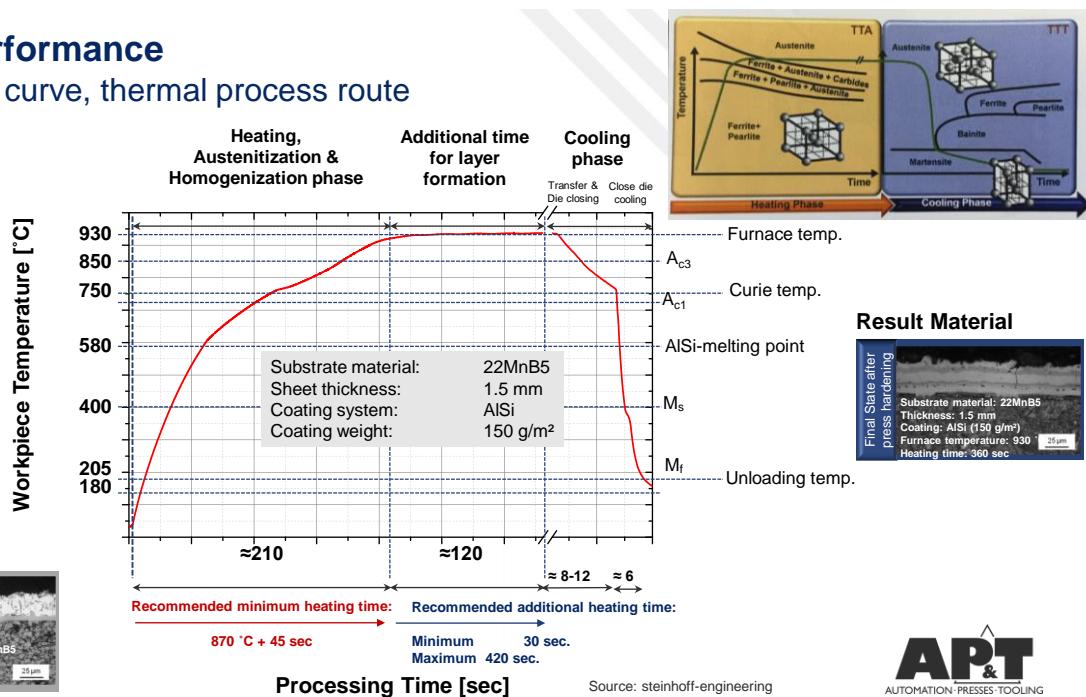 rformance
curve, thermal process route
TTA
TTT
Temperature
Austenite
Ferrite + Austenite + Carbides
Ferrite + Pearlite + Austenite
Ferrite+
Pearlite
Time
Austenite
Ferrite
Pearlite
Bainite
Martensite
Time
Heating Phase
Cooling Phase
Heating,
Austenitization &
Homogenization phase
Additional time
for layer
formation
Cooling
phase
Transfer &
Die closing
Close die
cooling
Workpiece Temperature [˚C]
930
850
750
580
400
205
180
Furnace temp.
Ac3
Curie temp.
Ac1
AlSi-melting point
Ms
Mf
Unloading temp.
Substrate material: 22MnB5
Sheet thickness: 1.5 mm
Coating system: AlSi
Coating weight: 150 g/m²
≈210
≈120
≈ 8-12
≈ 6
Recommended minimum heating time:
870 ˚C + 45 sec
Recommended additional heating time:
Minimum 30 sec.
Maximum 420 sec.
Processing Time [sec]
Source: steinhoff-engineering
Result Material
Final State after
press hardening
Substrate material: 22MnB5
Thickness: 1.5 mm
Coating: AlSi (150 g/m²)
Furnace temperature: 930 ˚
Heating time: 360 sec
25µm
nB5
25µm
AP&T
AUTOMATION·PRESSES·TOOLING